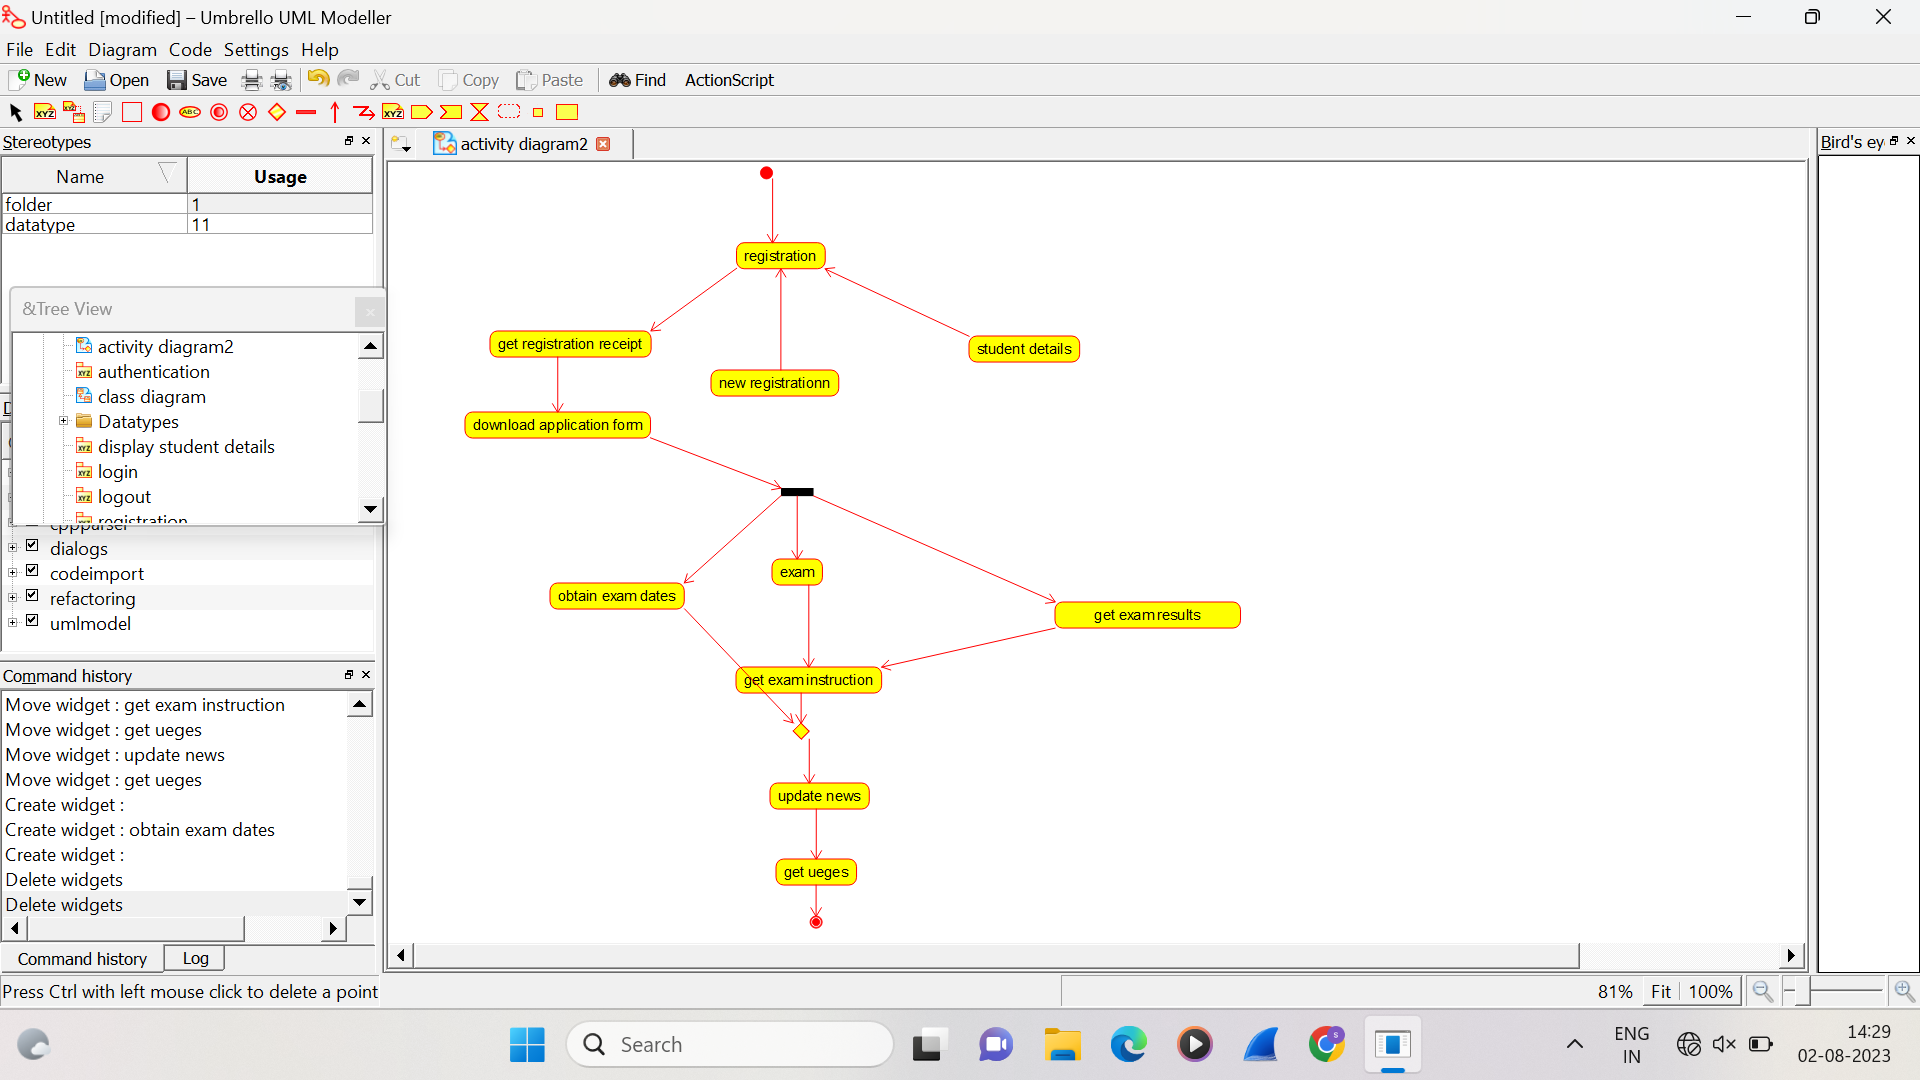 Untitled [modified] – Umbrello UML Modeller
File Edit Diagram Code Settings Help
New Open Save Cut Copy Paste Find ActionScript
Stereotypes
Name Usage
folder 1
datatype 11
&Tree View
activity diagram2
authentication
class diagram
Datatypes
display student details
login
logout
registration
cppparser
dialogs
codeimport
refactoring
umlmodel
Command history
Move widget : get exam instruction
Move widget : get ueges
Move widget : update news
Move widget : get ueges
Create widget :
Create widget : obtain exam dates
Create widget :
Delete widgets
Delete widgets
Command history Log
Press Ctrl with left mouse click to delete a point
activity diagram2
registration
get registration receipt
student details
new registrationn
download application form
exam
obtain exam dates
get exam results
get exam instruction
update news
get ueges
Bird's ey
81% Fit 100%
Search
ENG
IN
14:29
02-08-2023